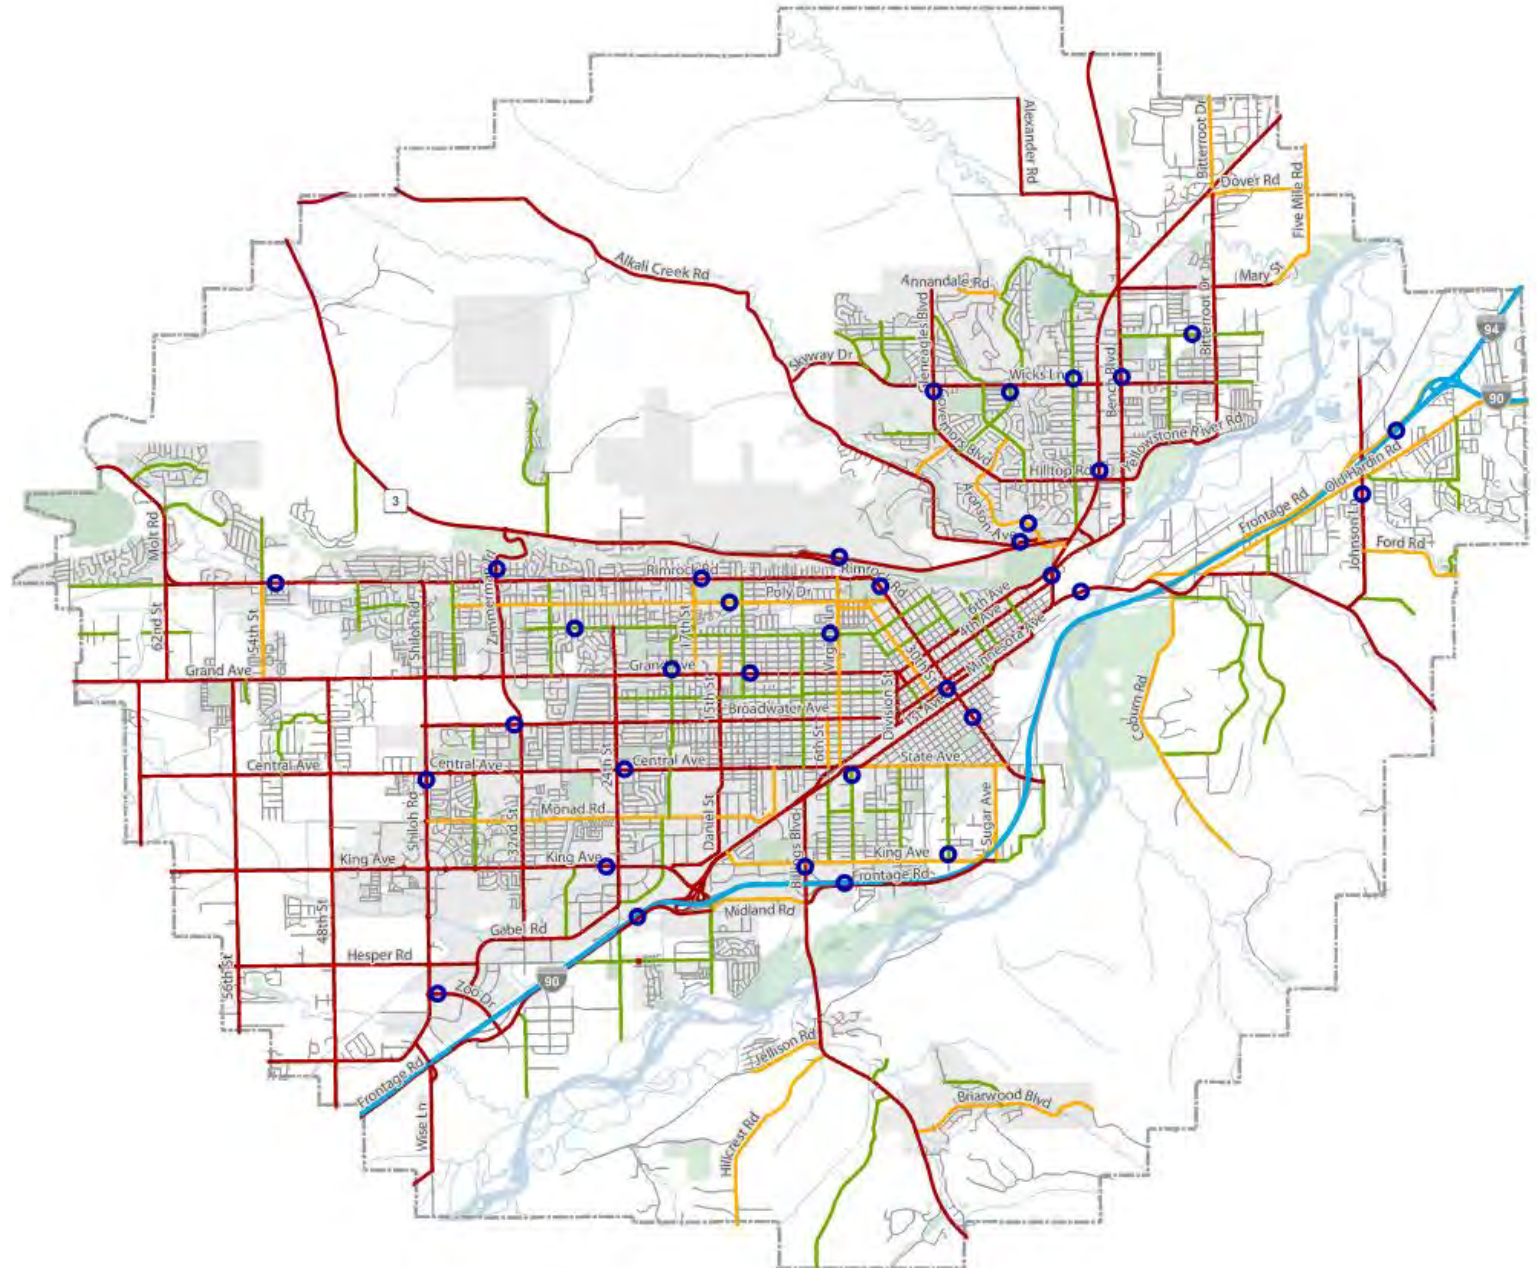 Alexander Rd
Bitterroot Dr
Dover Rd
Five Mile Rd
Alkali Creek Rd
Annandale Rd
Mary St
Gleneagles Blvd
Bitterroot Dr
94
Skyway Dr
Wicks Ln
Bench Blvd
90
Governors Blvd
Yellowstone River Rd
Hilltop Rd
Old Hardin Rd
3
Aronson Ave
Frontage Rd
Molt Rd
Johnson Ln
Ford Rd
Zimmerman
Rimrock Rd
Rimrock Rd
Poly Dr
6th Ave
4th Ave
62nd St
54th St
Shiloh Rd
17th St
Virginia Ln
Minnesota Ave
30th St
Grand Ave
Grand Ave
15th St
Division St
1st Ave
Broadwater Ave
Coburn Rd
6th St
24th St
State Ave
Central Ave
Central Ave
Central Ave
Shiloh Rd
Monad Rd
Daniel St
Sugar Ave
32nd St
Billings Blvd
King Ave
King Ave
King Ave
Frontage Rd
Midland Rd
48th St
Gabel Rd
Hesper Rd
56th St
90
Zoo Dr
Jellison Rd
Frontage Rd
Briarwood Blvd
Wise Ln
Hillcrest Rd